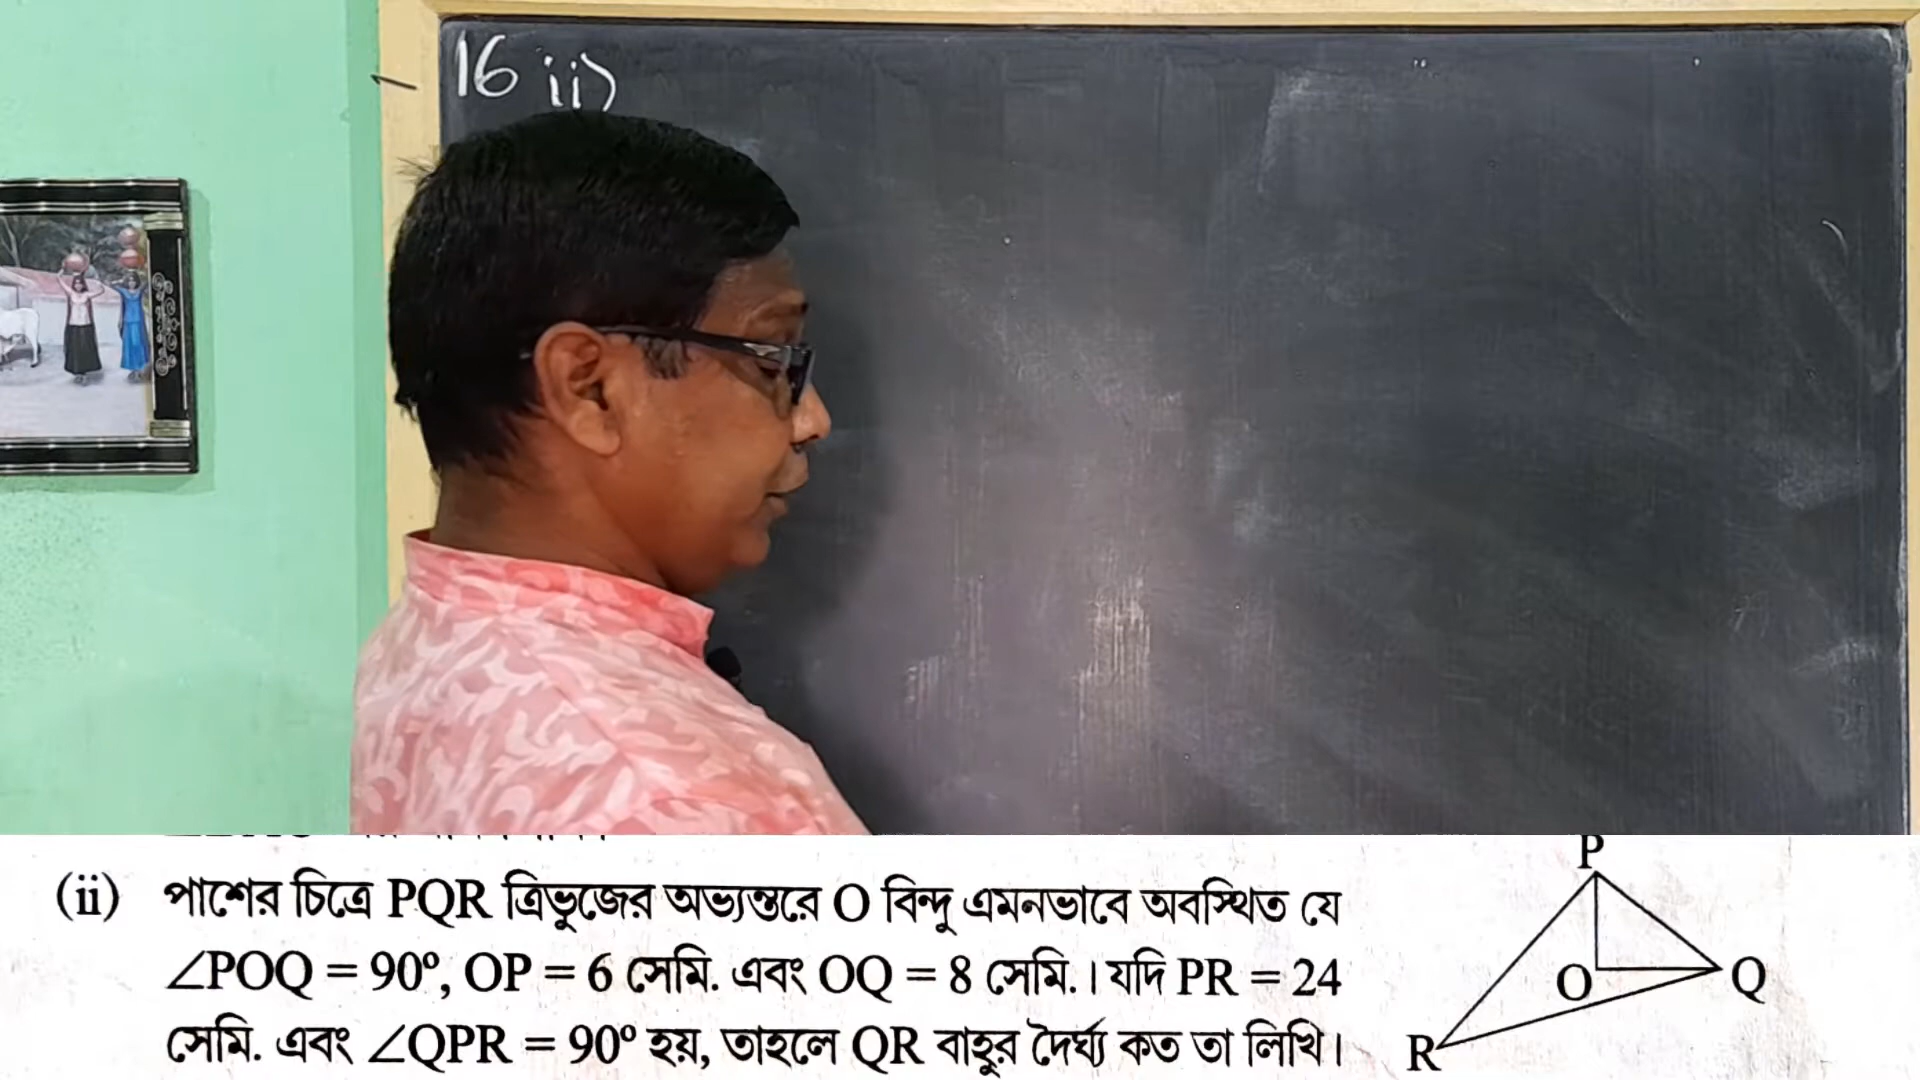 16 ii)
(ii) পাশের চিত্রে PQR ত্রিভুজের অভ্যন্তরে O বিন্দু এমনভাবে অবস্থিত যে
∠POQ = 90°, OP = 6 সেমি. এবং OQ = 8 সেমি.। যদি PR = 24
সেমি. এবং ∠QPR = 90° হয়, তাহলে QR বাহুর দৈর্ঘ্য কত তা লিখি।
P
O
Q
R